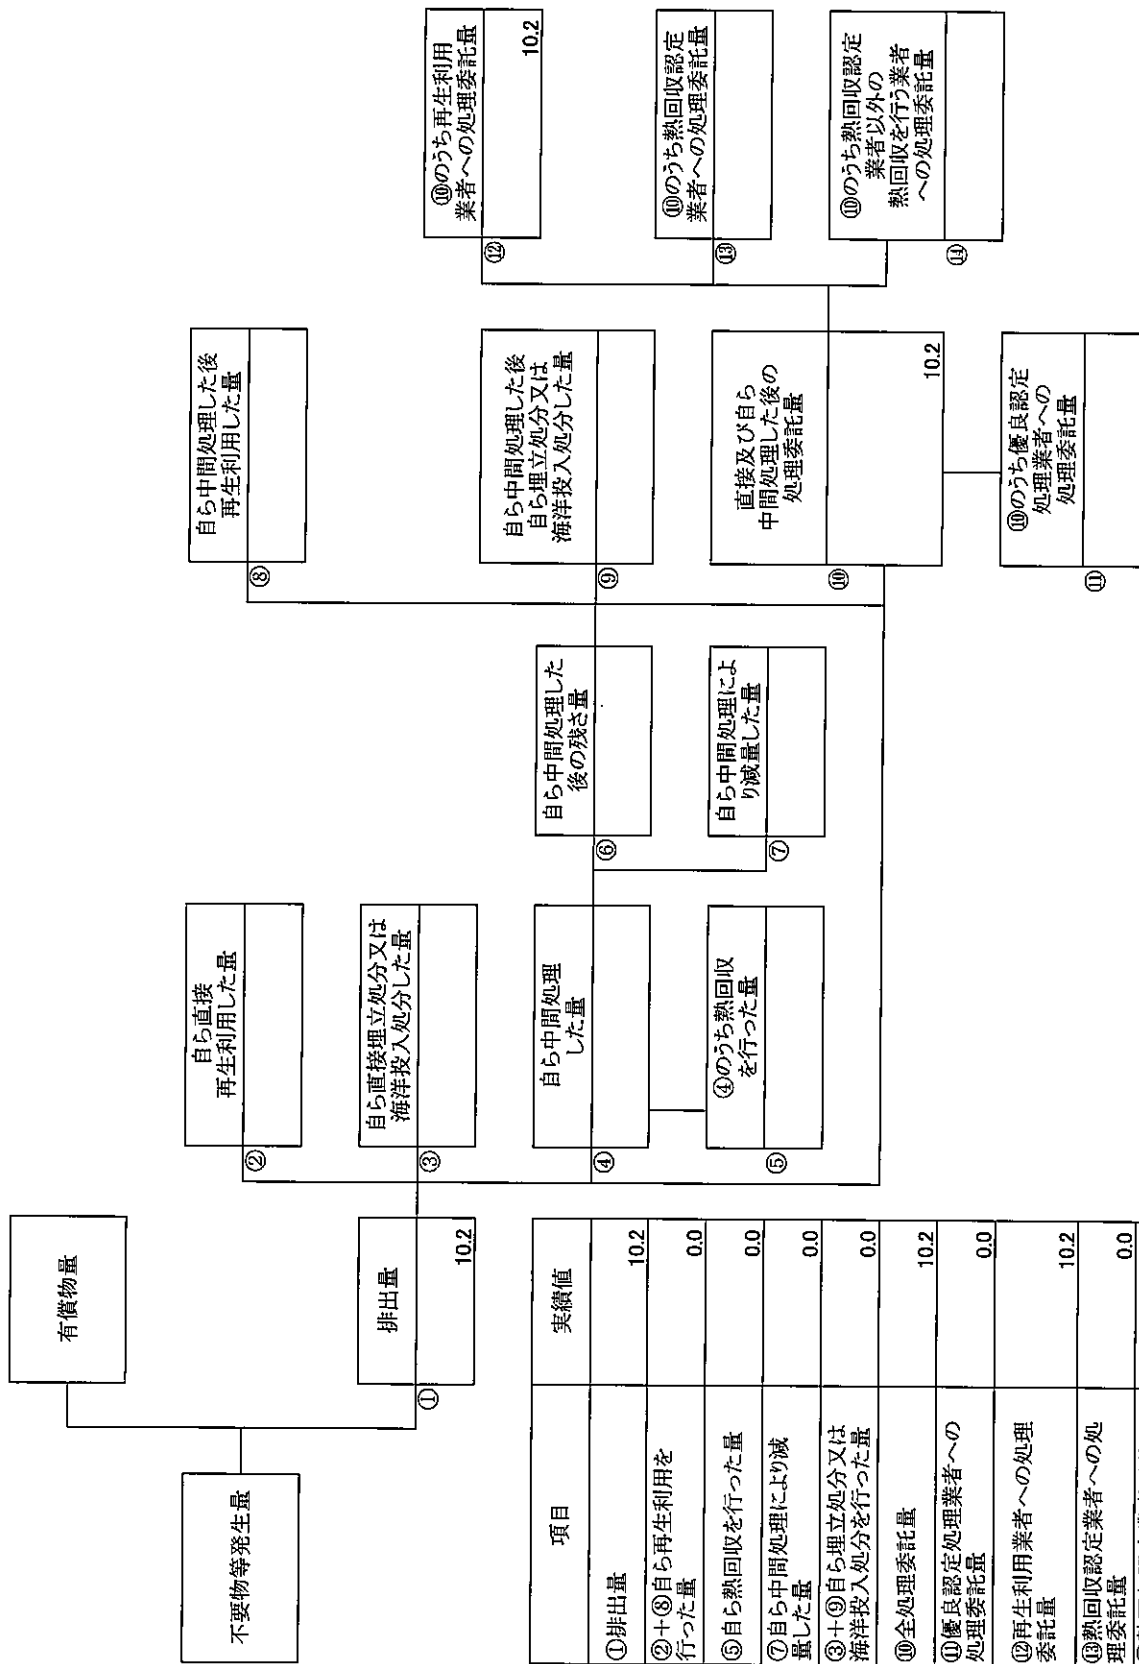 不要物等発生量
有償物量
排出量
①
10.2
自ら直接
再生利用した量
②
自ら直接埋立処分又は
海洋投入処分した量
③
自ら中間処理
した量
④
④のうち熱回収
を行った量
⑤
自ら中間処理した
後の残さ量
⑥
自ら中間処理によ
り減量した量
⑦
自ら中間処理した後
再生利用した量
⑧
自ら中間処理した後
自ら埋立処分又は
海洋投入処分した量
⑨
直接及び自ら
中間処理した後の
処理委託量
⑩
10.2
⑩のうち優良認定
処理業者への
処理委託量
⑪
⑩のうち再生利用
業者への処理委託量
⑫
10.2
⑩のうち熱回収認定
業者への処理委託量
⑬
⑩のうち熱回収認定
業者以外の
熱回収を行う業者
への処理委託量
⑭
項目 実績値
①排出量 10.2
②+⑧自ら再生利用を
行った量 0.0
⑤自ら熱回収を行った量 0.0
⑦自ら中間処理により減
量した量 0.0
③+⑨自ら埋立処分又は
海洋投入処分を行った量 0.0
⑩全処理委託量 10.2
⑪優良認定処理業者への
処理委託量 0.0
⑫再生利用業者への処理
委託量 10.2
⑬熱回収認定業者への処
理委託量 0.0